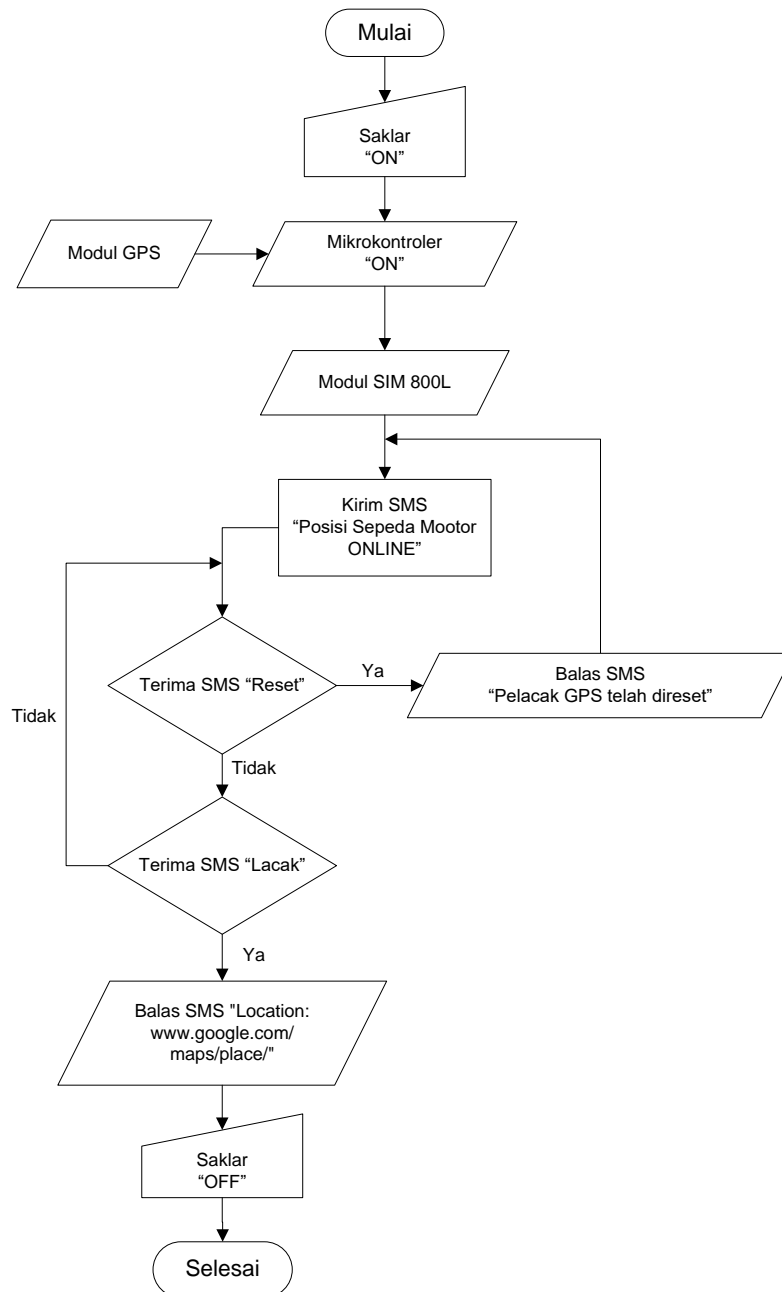 Mulai
Saklar
“ON”
Modul GPS
Mikrokontroler
“ON”
Modul SIM 800L
Kirim SMS
“Posisi Sepeda Mootor
ONLINE”
Terima SMS “Reset”
Ya
Balas SMS
“Pelacak GPS telah direset”
Tidak
Tidak
Terima SMS “Lacak”
Ya
Balas SMS "Location:
www.google.com/
maps/place/"
Saklar
“OFF”
Selesai